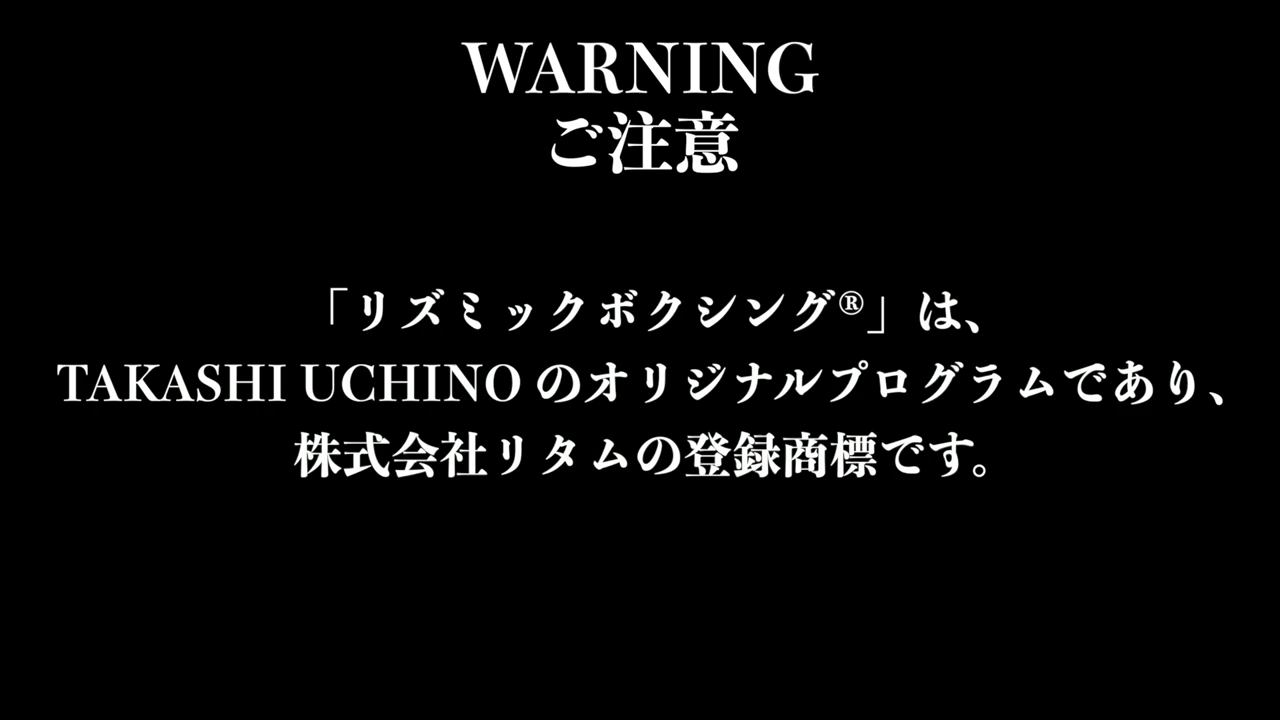 WARNING
ご注意
「リズミックボクシング®」は、
TAKASHI UCHINO のオリジナルプログラムであり、
株式会社リタムの登録商標です。